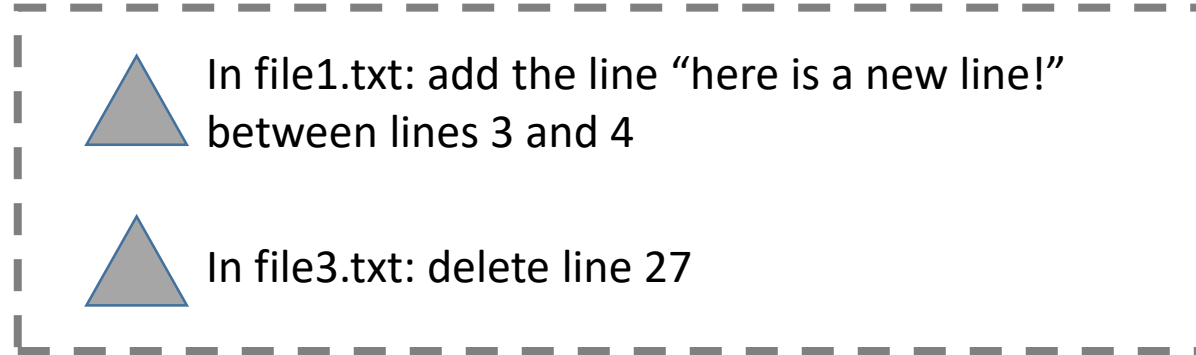 In file1.txt: add the line “here is a new line!”
between lines 3 and 4
In file3.txt: delete line 27